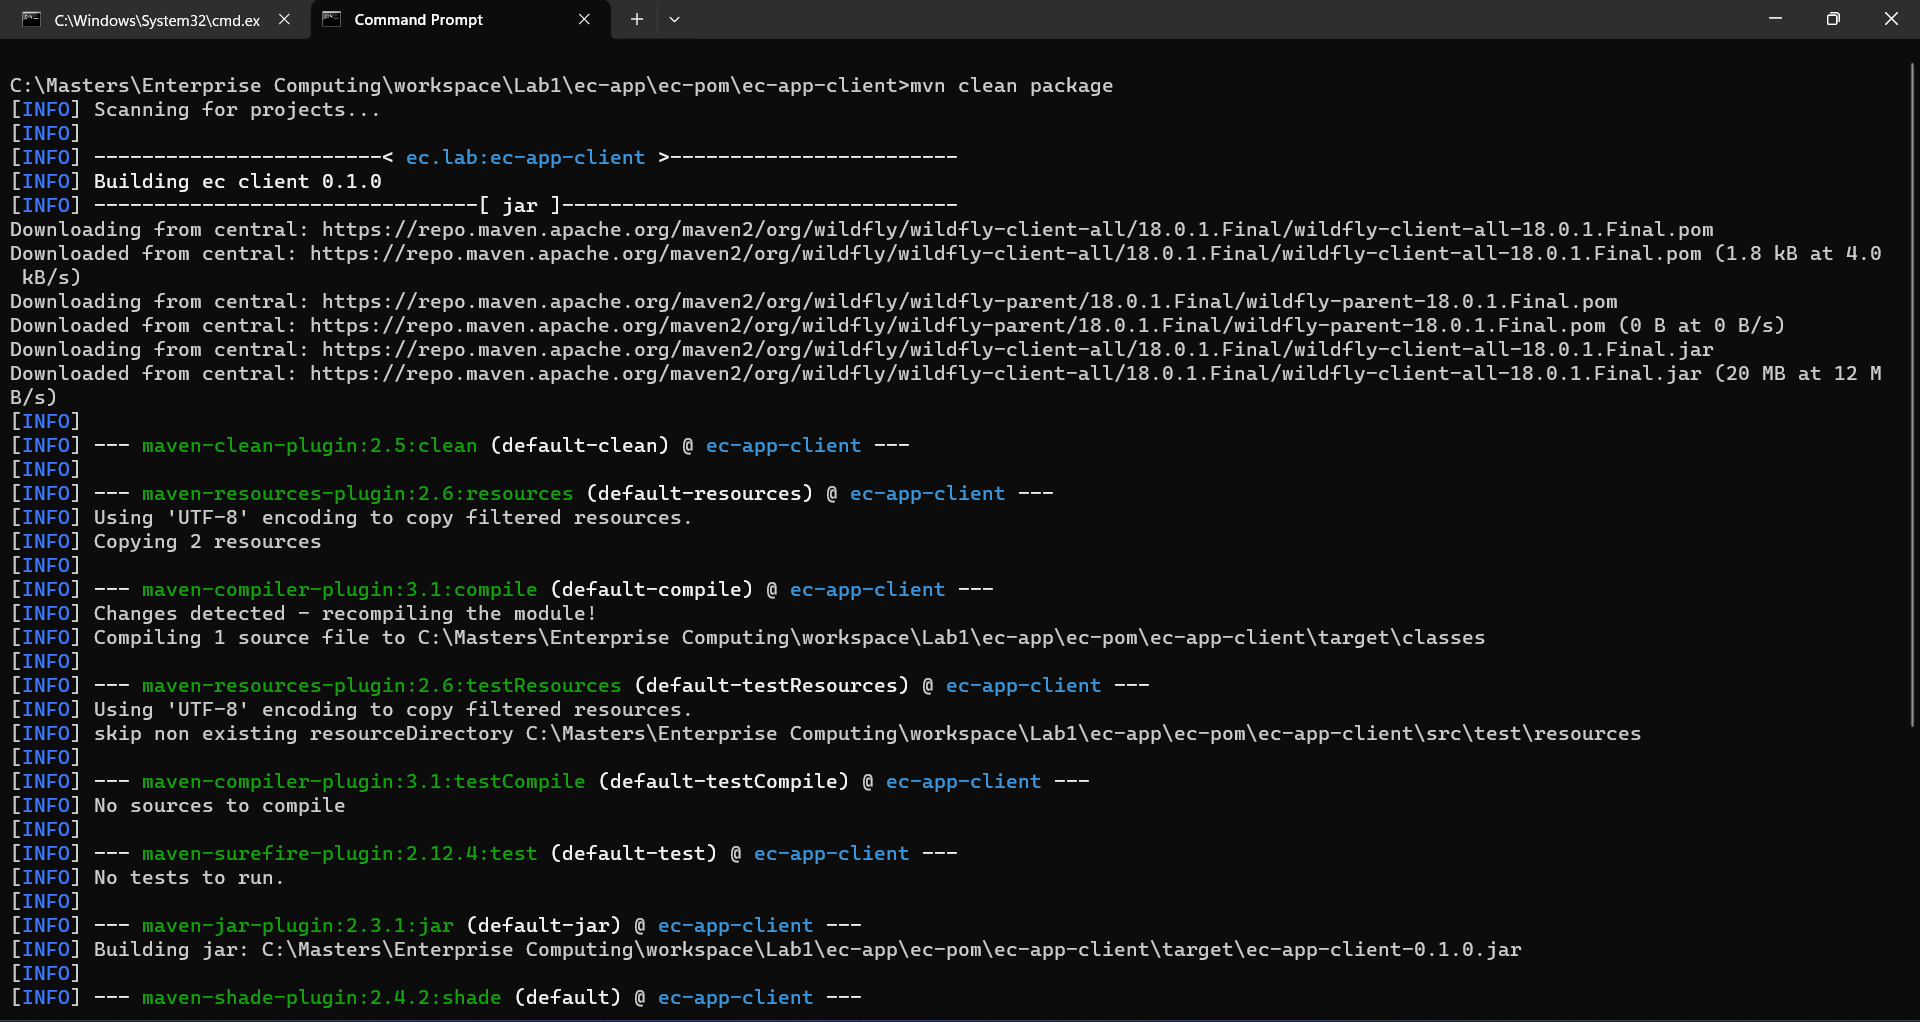 C:\Windows\System32\cmd.ex
Command Prompt
C:\Masters\Enterprise Computing\workspace\Lab1\ec-app\ec-pom\ec-app-client>mvn clean package
[INFO] Scanning for projects...
[INFO]
[INFO] ------------------------< ec.lab:ec-app-client >------------------------
[INFO] Building ec client 0.1.0
[INFO] --------------------------------[ jar ]---------------------------------
Downloading from central: https://repo.maven.apache.org/maven2/org/wildfly/wildfly-client-all/18.0.1.Final/wildfly-client-all-18.0.1.Final.pom
Downloaded from central: https://repo.maven.apache.org/maven2/org/wildfly/wildfly-client-all/18.0.1.Final/wildfly-client-all-18.0.1.Final.pom (1.8 kB at 4.0
 kB/s)
Downloading from central: https://repo.maven.apache.org/maven2/org/wildfly/wildfly-parent/18.0.1.Final/wildfly-parent-18.0.1.Final.pom
Downloaded from central: https://repo.maven.apache.org/maven2/org/wildfly/wildfly-parent/18.0.1.Final/wildfly-parent-18.0.1.Final.pom (0 B at 0 B/s)
Downloading from central: https://repo.maven.apache.org/maven2/org/wildfly/wildfly-client-all/18.0.1.Final/wildfly-client-all-18.0.1.Final.jar
Downloaded from central: https://repo.maven.apache.org/maven2/org/wildfly/wildfly-client-all/18.0.1.Final/wildfly-client-all-18.0.1.Final.jar (20 MB at 12 M
B/s)
[INFO]
[INFO] --- maven-clean-plugin:2.5:clean (default-clean) @ ec-app-client ---
[INFO]
[INFO] --- maven-resources-plugin:2.6:resources (default-resources) @ ec-app-client ---
[INFO] Using 'UTF-8' encoding to copy filtered resources.
[INFO] Copying 2 resources
[INFO]
[INFO] --- maven-compiler-plugin:3.1:compile (default-compile) @ ec-app-client ---
[INFO] Changes detected - recompiling the module!
[INFO] Compiling 1 source file to C:\Masters\Enterprise Computing\workspace\Lab1\ec-app\ec-pom\ec-app-client\target\classes
[INFO]
[INFO] --- maven-resources-plugin:2.6:testResources (default-testResources) @ ec-app-client ---
[INFO] Using 'UTF-8' encoding to copy filtered resources.
[INFO] skip non existing resourceDirectory C:\Masters\Enterprise Computing\workspace\Lab1\ec-app\ec-pom\ec-app-client\src\test\resources
[INFO]
[INFO] --- maven-compiler-plugin:3.1:testCompile (default-testCompile) @ ec-app-client ---
[INFO] No sources to compile
[INFO]
[INFO] --- maven-surefire-plugin:2.12.4:test (default-test) @ ec-app-client ---
[INFO] No tests to run.
[INFO]
[INFO] --- maven-jar-plugin:2.3.1:jar (default-jar) @ ec-app-client ---
[INFO] Building jar: C:\Masters\Enterprise Computing\workspace\Lab1\ec-app\ec-pom\ec-app-client\target\ec-app-client-0.1.0.jar
[INFO]
[INFO] --- maven-shade-plugin:2.4.2:shade (default) @ ec-app-client ---